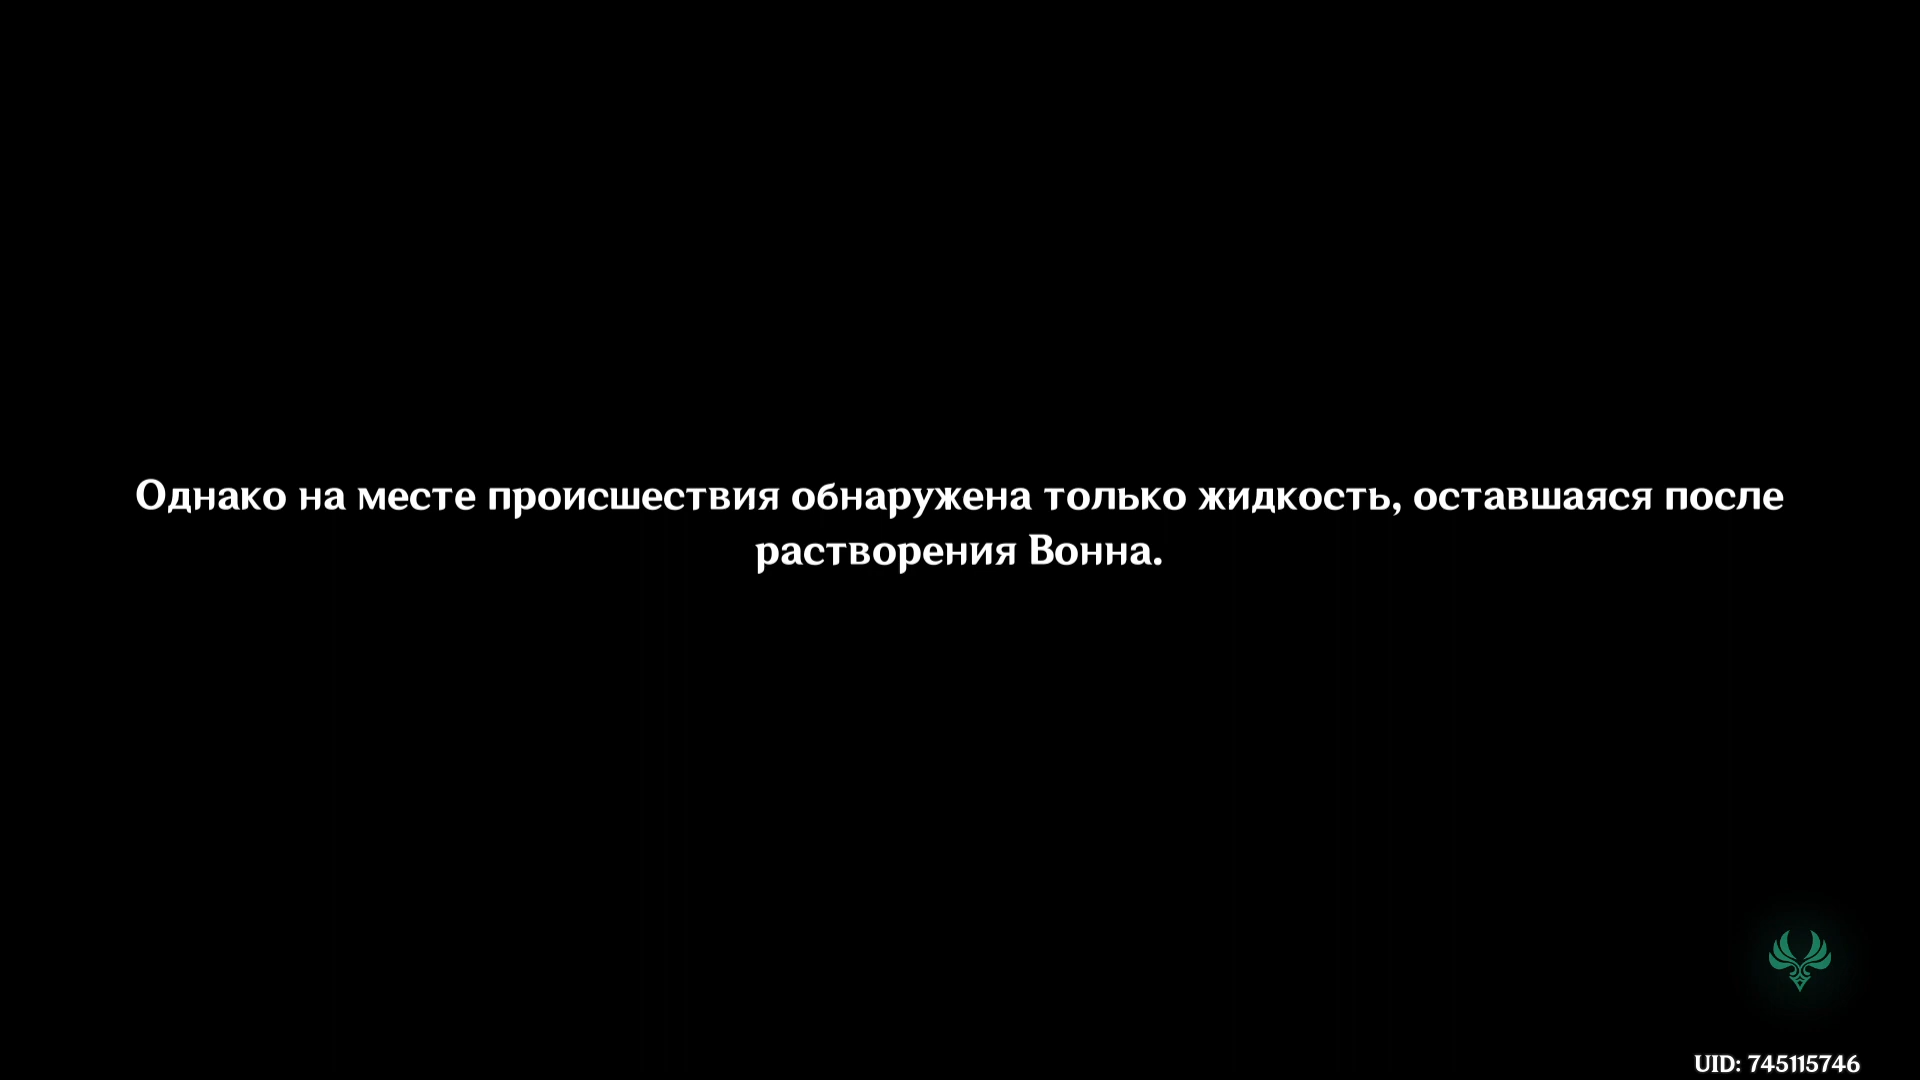 Однако на месте происшествия обнаружена только жидкость, оставшаяся после
растворения Вонна.
UID: 745115746